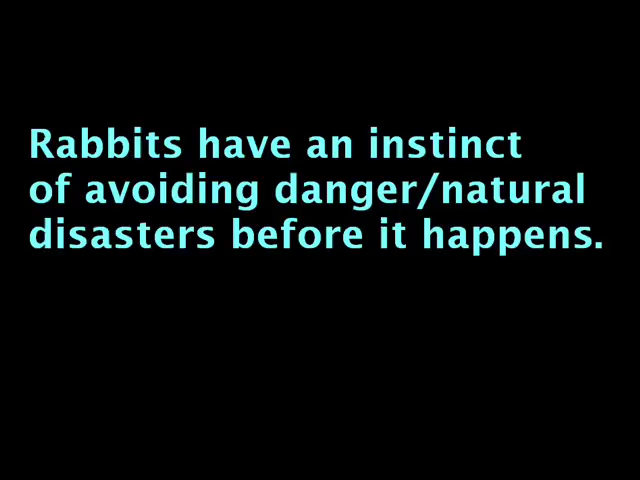 Rabbits have an instinct
of avoiding danger/natural
disasters before it happens.